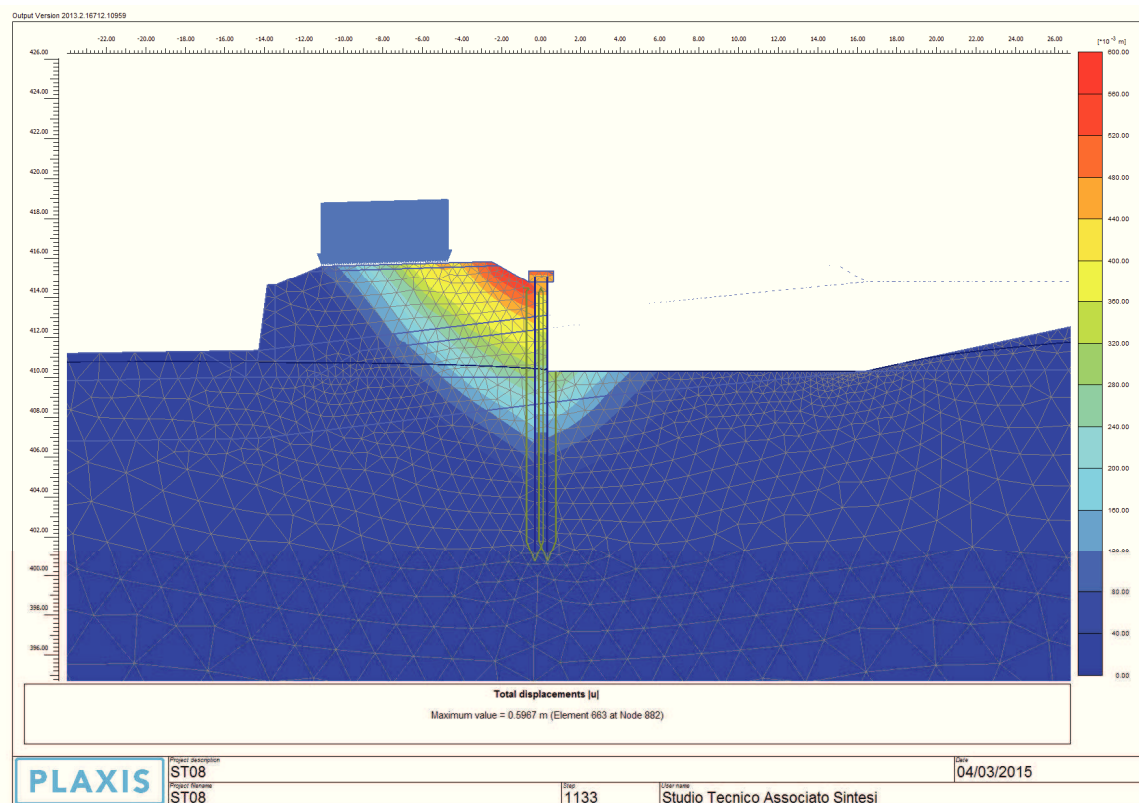 Output Version 2013.2.16712.10959
-22.00 -20.00 -18.00 -16.00 -14.00 -12.00 -10.00 -8.00 -6.00 -4.00 -2.00 0.00 2.00 4.00 6.00 8.00 10.00 12.00 14.00 16.00 18.00 20.00 22.00 24.00 26.00
[*10⁻³ m]
426.00
424.00
422.00
420.00
418.00
416.00
414.00
412.00
410.00
408.00
406.00
404.00
402.00
400.00
398.00
396.00
600.00
560.00
520.00
480.00
440.00
400.00
360.00
320.00
280.00
240.00
200.00
160.00
120.00
80.00
40.00
0.00
Total displacements |u|
Maximum value = 0.5967 m (Element 663 at Node 882)
PLAXIS
Project description
ST08
Date
04/03/2015
Project filename
ST08
Step
1133
User name
Studio Tecnico Associato Sintesi